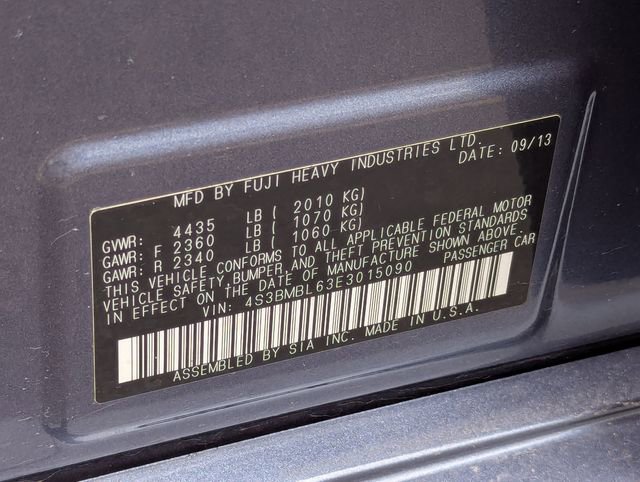 MFD BY FUJI HEAVY INDUSTRIES LTD.
DATE: 09/13
GVWR: 4435 LB ( 2010 KG)
GAWR: F 2360 LB ( 1070 KG)
GAWR: R 2340 LB ( 1060 KG)
THIS VEHICLE CONFORMS TO ALL APPLICABLE FEDERAL MOTOR
VEHICLE SAFETY,BUMPER,AND THEFT PREVENTION STANDARDS
IN EFFECT ON THE DATE OF MANUFACTURE SHOWN ABOVE.
VIN: 4S3BMBL63E3015090 PASSENGER CAR
ASSEMBLED BY SIA INC. MADE IN U.S.A.